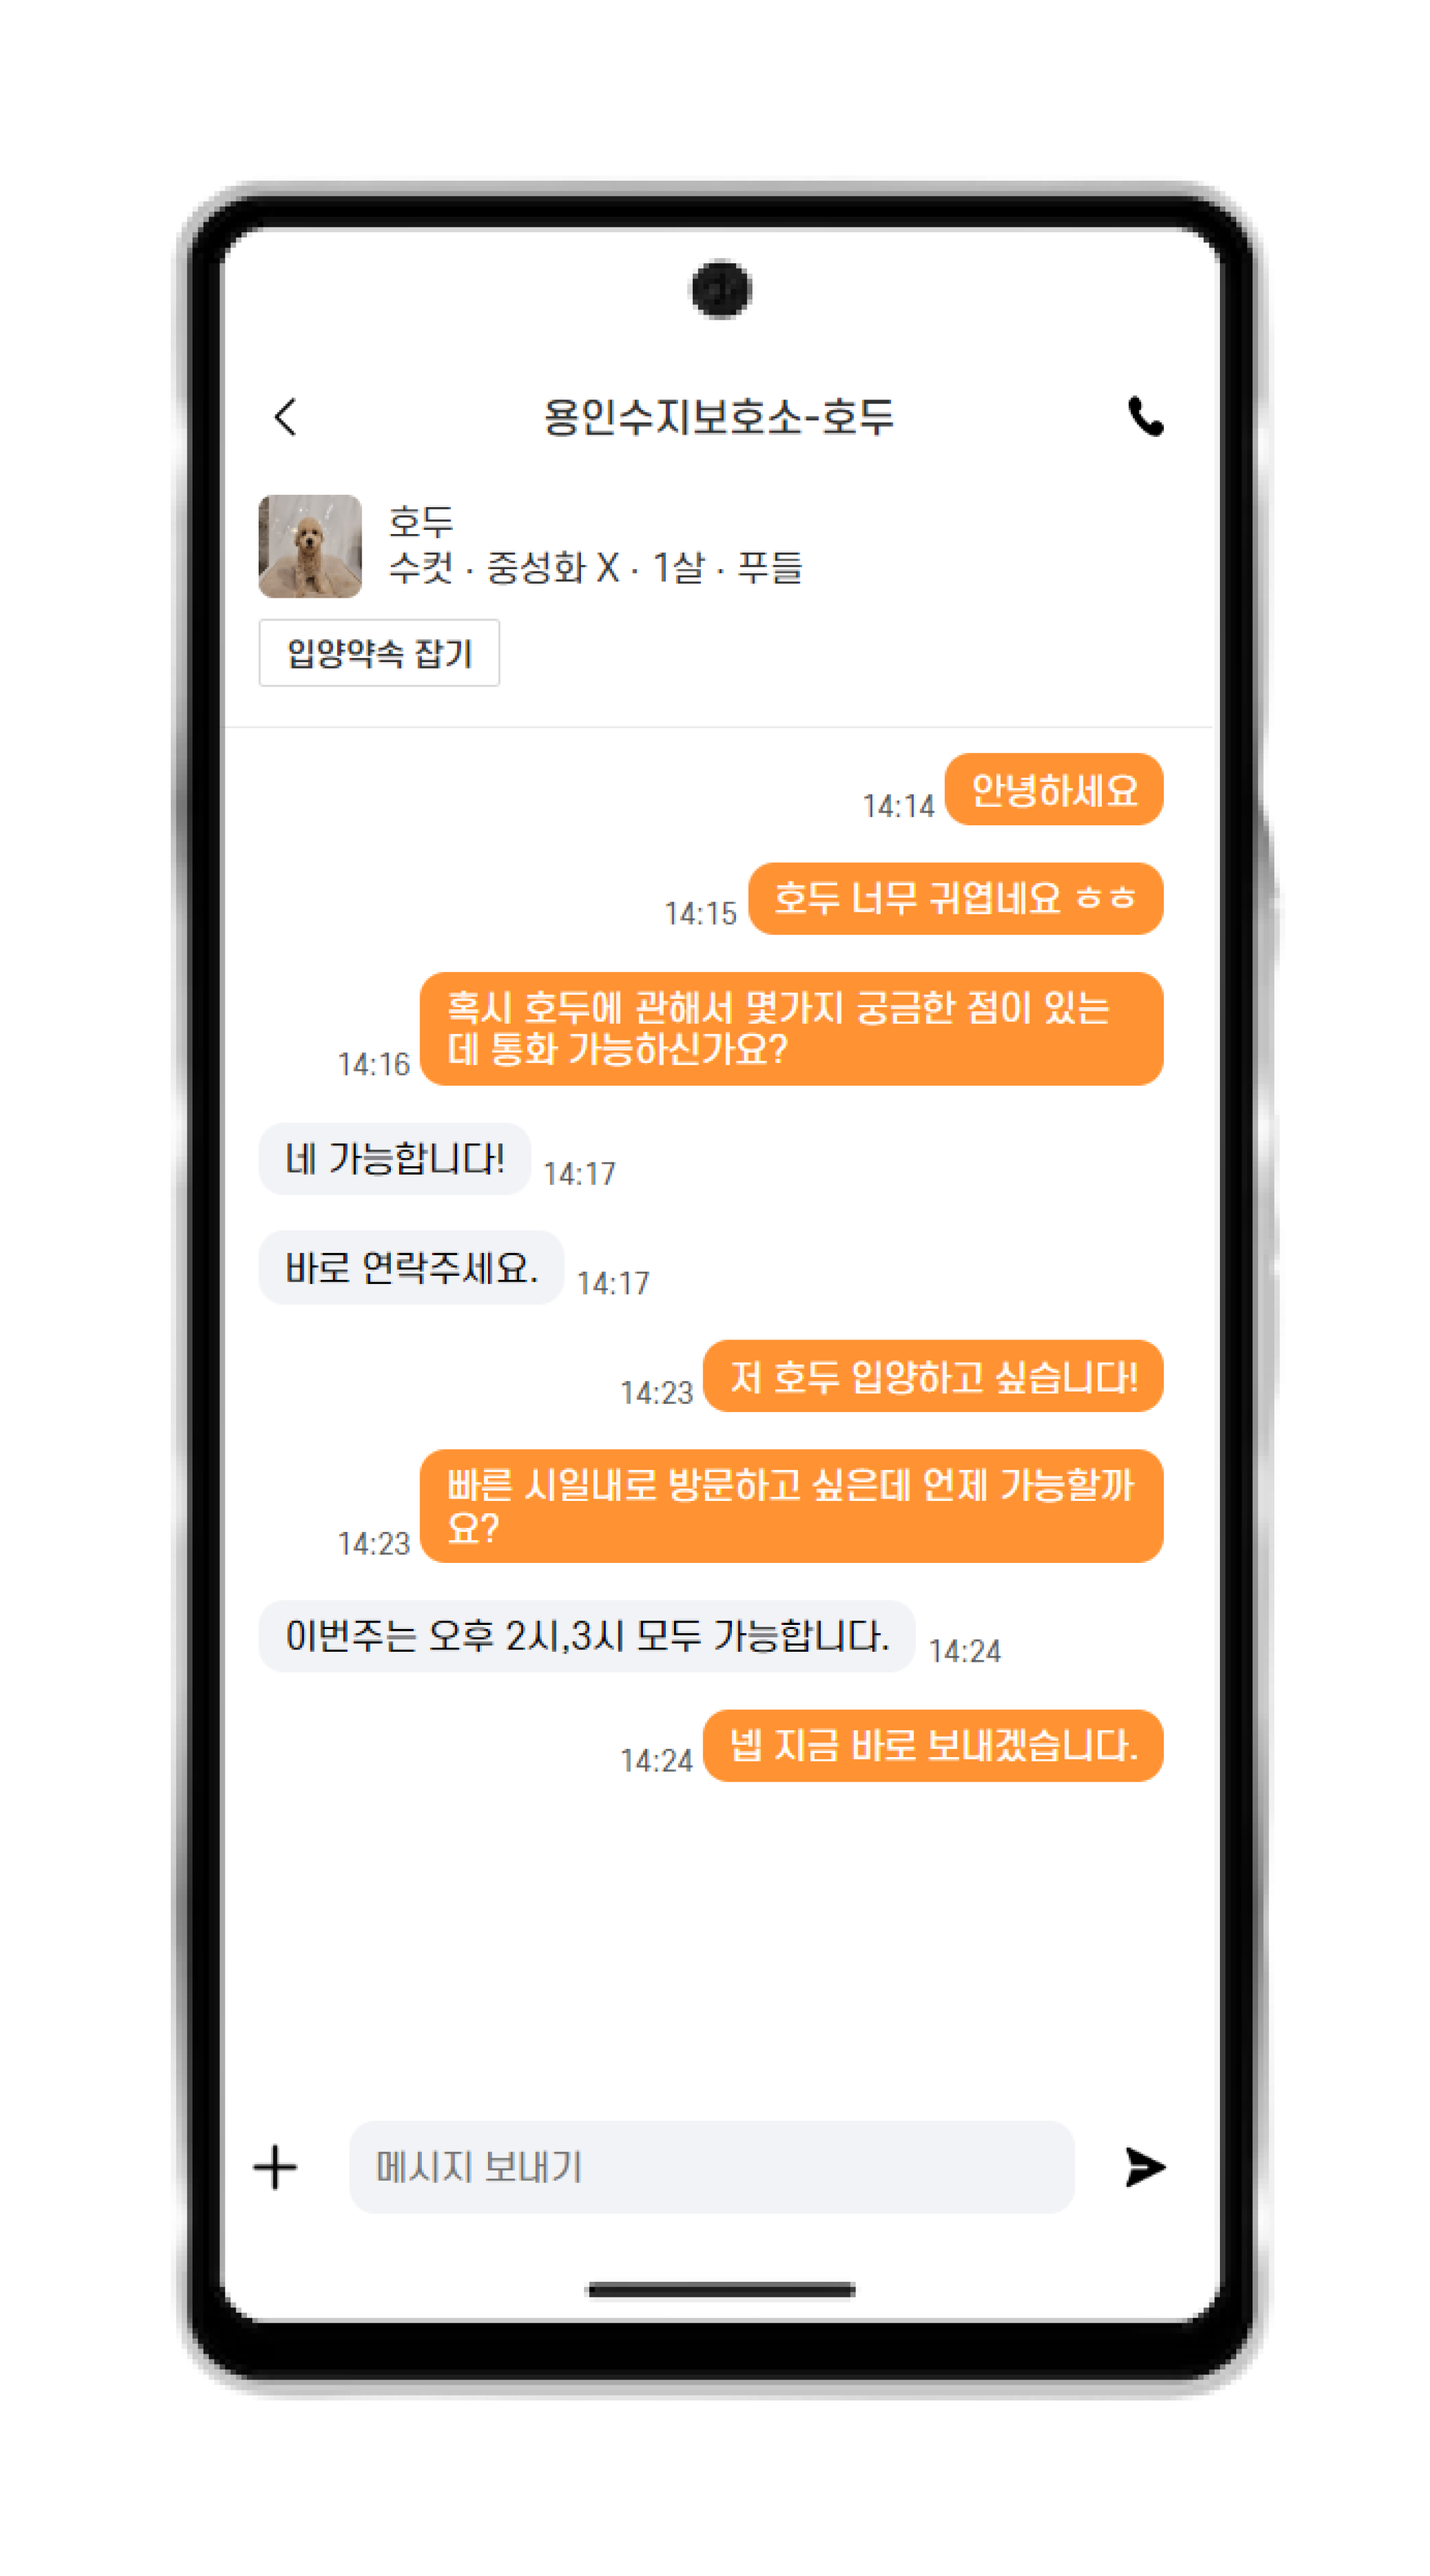 용인수지보호소-호두
호두
수컷 · 중성화 X · 1살 · 푸들
입양약속 잡기
14:14 안녕하세요
14:15 호두 너무 귀엽네요 ㅎㅎ
혹시 호두에 관해서 몇가지 궁금한 점이 있는
14:16 데 통화 가능하신가요?
네 가능합니다! 14:17
바로 연락주세요. 14:17
14:23 저 호두 입양하고 싶습니다!
빠른 시일내로 방문하고 싶은데 언제 가능할까
14:23 요?
이번주는 오후 2시,3시 모두 가능합니다. 14:24
14:24 넵 지금 바로 보내겠습니다.
메시지 보내기